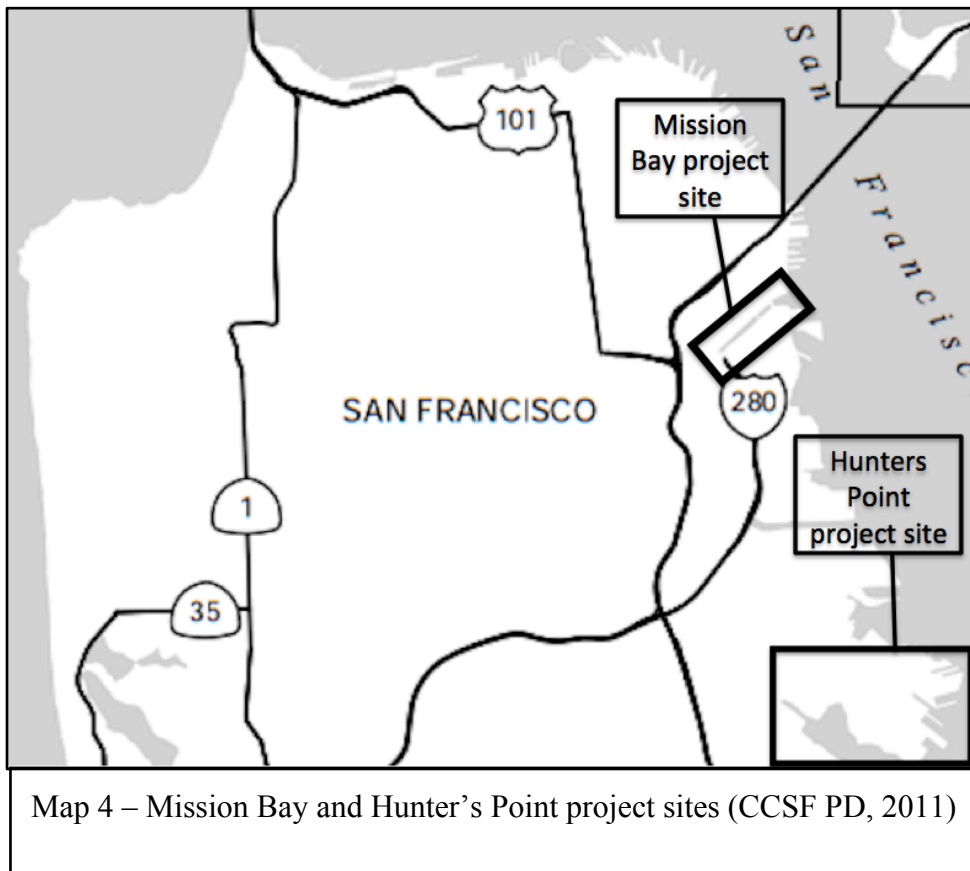 San
Francisc
101
Mission
Bay project
site
SAN FRANCISCO
280
Hunters
Point
project site
1
35
Map 4 – Mission Bay and Hunter’s Point project sites (CCSF PD, 2011)